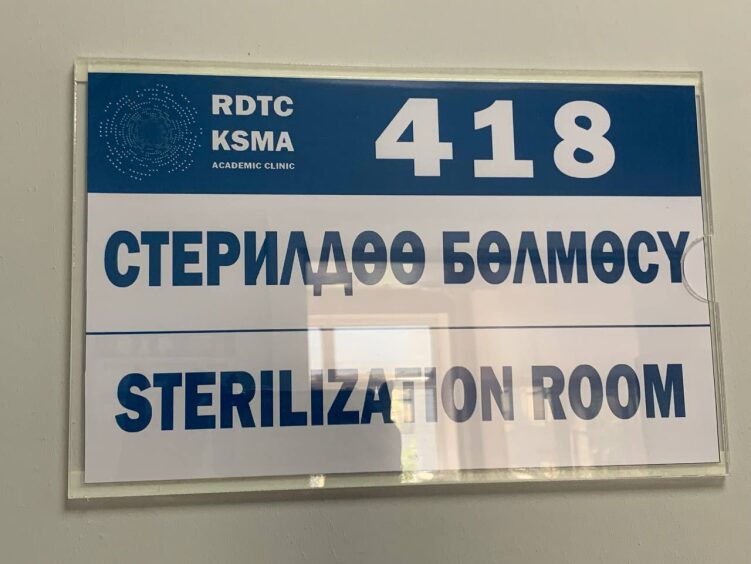 RDTC
KSMA
ACADEMIC CLINIC
418
СТЕРИЛДӨӨ БӨЛМӨСҮ
STERILIZATION ROOM